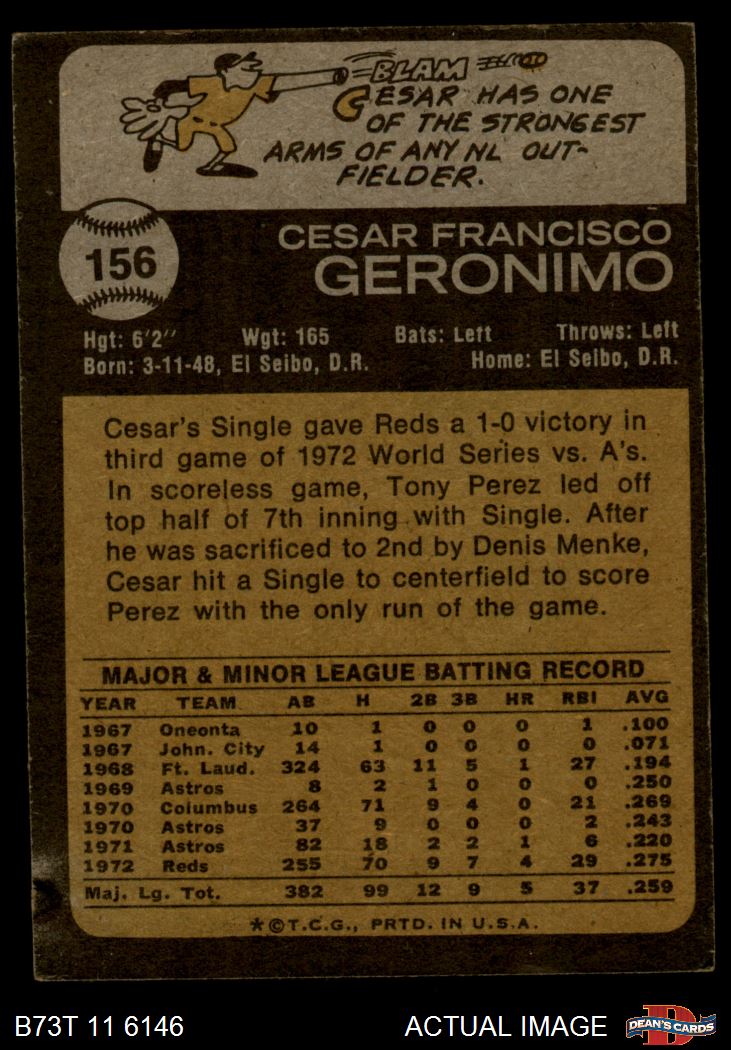 BLAM
CESAR HAS ONE
OF THE STRONGEST
ARMS OF ANY NL OUT-
FIELDER.
156
CESAR FRANCISCO
GERONIMO
Hgt: 6'2" Wgt: 165 Bats: Left Throws: Left
Born: 3-11-48, El Seibo, D.R. Home: El Seibo, D.R.
Cesar's Single gave Reds a 1-0 victory in
third game of 1972 World Series vs. A's.
In scoreless game, Tony Perez led off
top half of 7th inning with Single. After
he was sacrificed to 2nd by Denis Menke,
Cesar hit a Single to centerfield to score
Perez with the only run of the game.
MAJOR & MINOR LEAGUE BATTING RECORD
YEAR TEAM AB H 2B 3B HR RBI AVG
1967 Oneonta 10 1 0 0 0 1 .100
1967 John. City 14 1 0 0 0 0 .071
1968 Ft. Laud. 324 63 11 5 1 27 .194
1969 Astros 8 2 1 0 0 0 .250
1970 Columbus 264 71 9 4 0 21 .269
1970 Astros 37 9 0 0 0 2 .243
1971 Astros 82 18 2 2 1 6 .220
1972 Reds 255 70 9 7 4 29 .275
Maj. Lg. Tot. 382 99 12 9 5 37 .259
*©T.C.G., PRTD. IN U.S.A.
B73T 11 6146 ACTUAL IMAGE DEAN'S CARDS